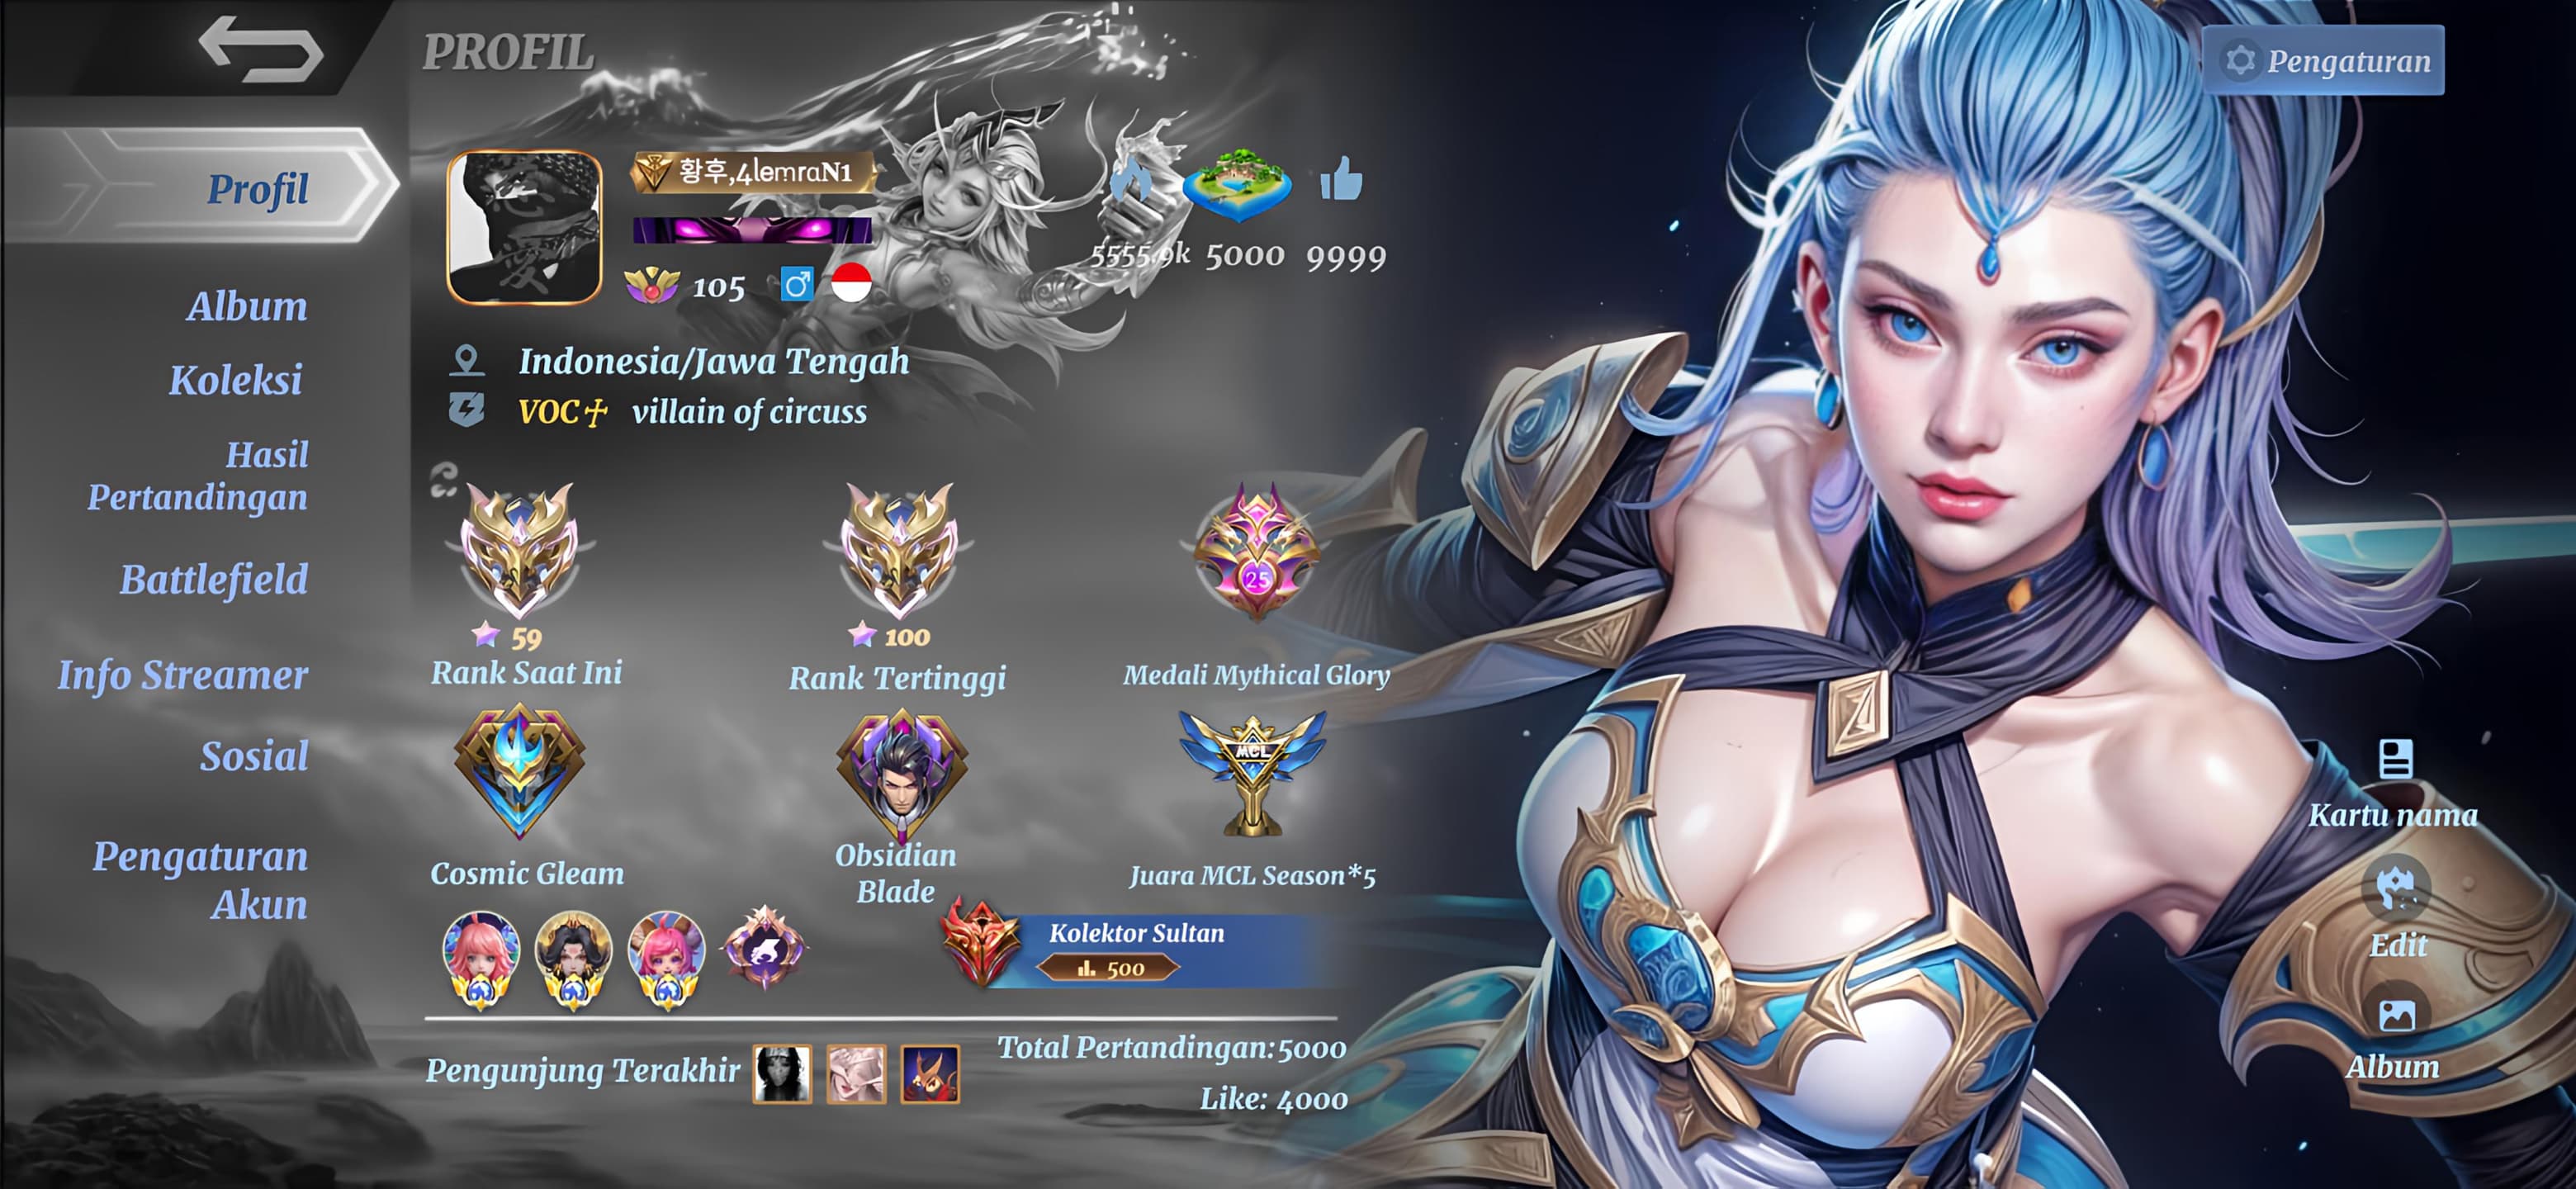 PROFIL
Pengaturan
Profil
Album
Koleksi
Hasil
Pertandingan
Battlefield
Info Streamer
Sosial
Pengaturan
Akun
황후,4lemraN1
105
5555.9k 5000 9999
Indonesia/Jawa Tengah
VOC☩ villain of circuss
25
59
100
Rank Saat Ini
Rank Tertinggi
Medali Mythical Glory
MCL
Cosmic Gleam
Obsidian
Blade
Juara MCL Season*5
Kolektor Sultan
500
Pengunjung Terakhir
Total Pertandingan:5000
Like: 4000
Kartu nama
Edit
Album